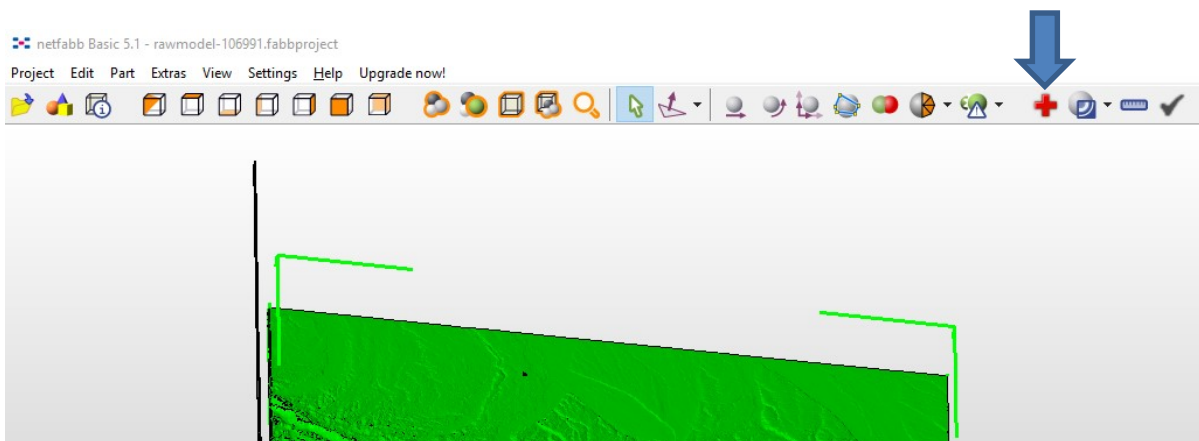 netfabb Basic 5.1 - rawmodel-106991.fabbproject
Project Edit Part Extras View Settings Help Upgrade now!